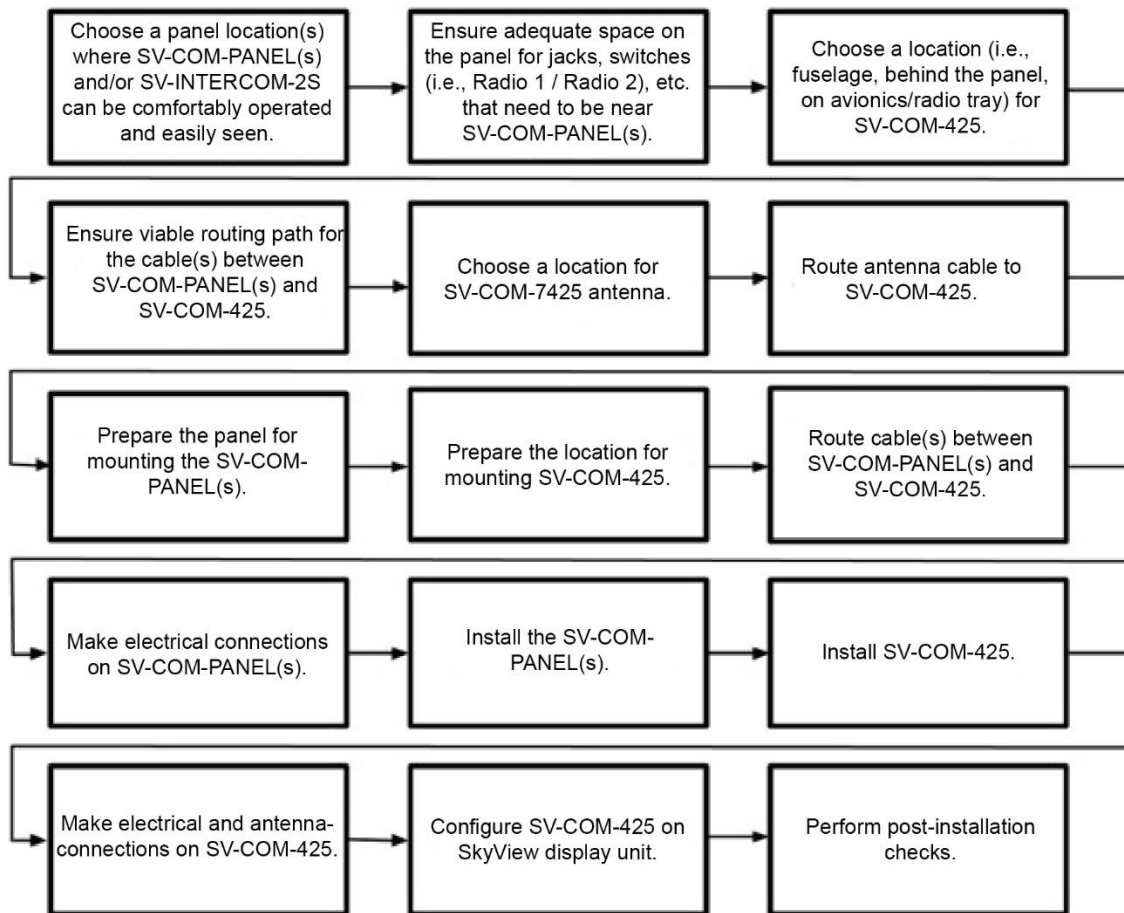 Choose a panel location(s)
where SV-COM-PANEL(s)
and/or SV-INTERCOM-2S
can be comfortably operated
and easily seen.
Ensure adequate space on
the panel for jacks, switches
(i.e., Radio 1 / Radio 2), etc.
that need to be near
SV-COM-PANEL(s).
Choose a location (i.e.,
fuselage, behind the panel,
on avionics/radio tray) for
SV-COM-425.
Ensure viable routing path for
the cable(s) between
SV-COM-PANEL(s) and
SV-COM-425.
Choose a location for
SV-COM-7425 antenna.
Route antenna cable to
SV-COM-425.
Prepare the panel for
mounting the SV-COM-
PANEL(s).
Prepare the location for
mounting SV-COM-425.
Route cable(s) between
SV-COM-PANEL(s) and
SV-COM-425.
Make electrical connections
on SV-COM-PANEL(s).
Install the SV-COM-
PANEL(s).
Install SV-COM-425.
Make electrical and antenna-
connections on SV-COM-425.
Configure SV-COM-425 on
SkyView display unit.
Perform post-installation
checks.